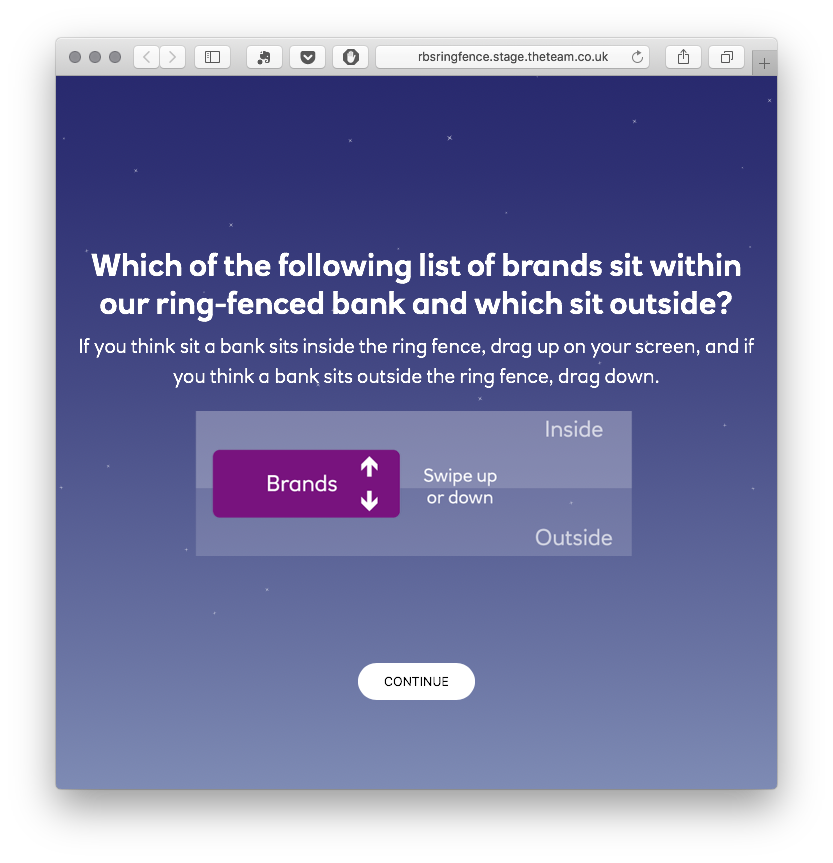 rbsringfence.stage.theteam.co.uk
Which of the following list of brands sit within
our ring-fenced bank and which sit outside?
If you think sit a bank sits inside the ring fence, drag up on your screen, and if
you think a bank sits outside the ring fence, drag down.
Inside
Brands
Swipe up
or down
Outside
CONTINUE